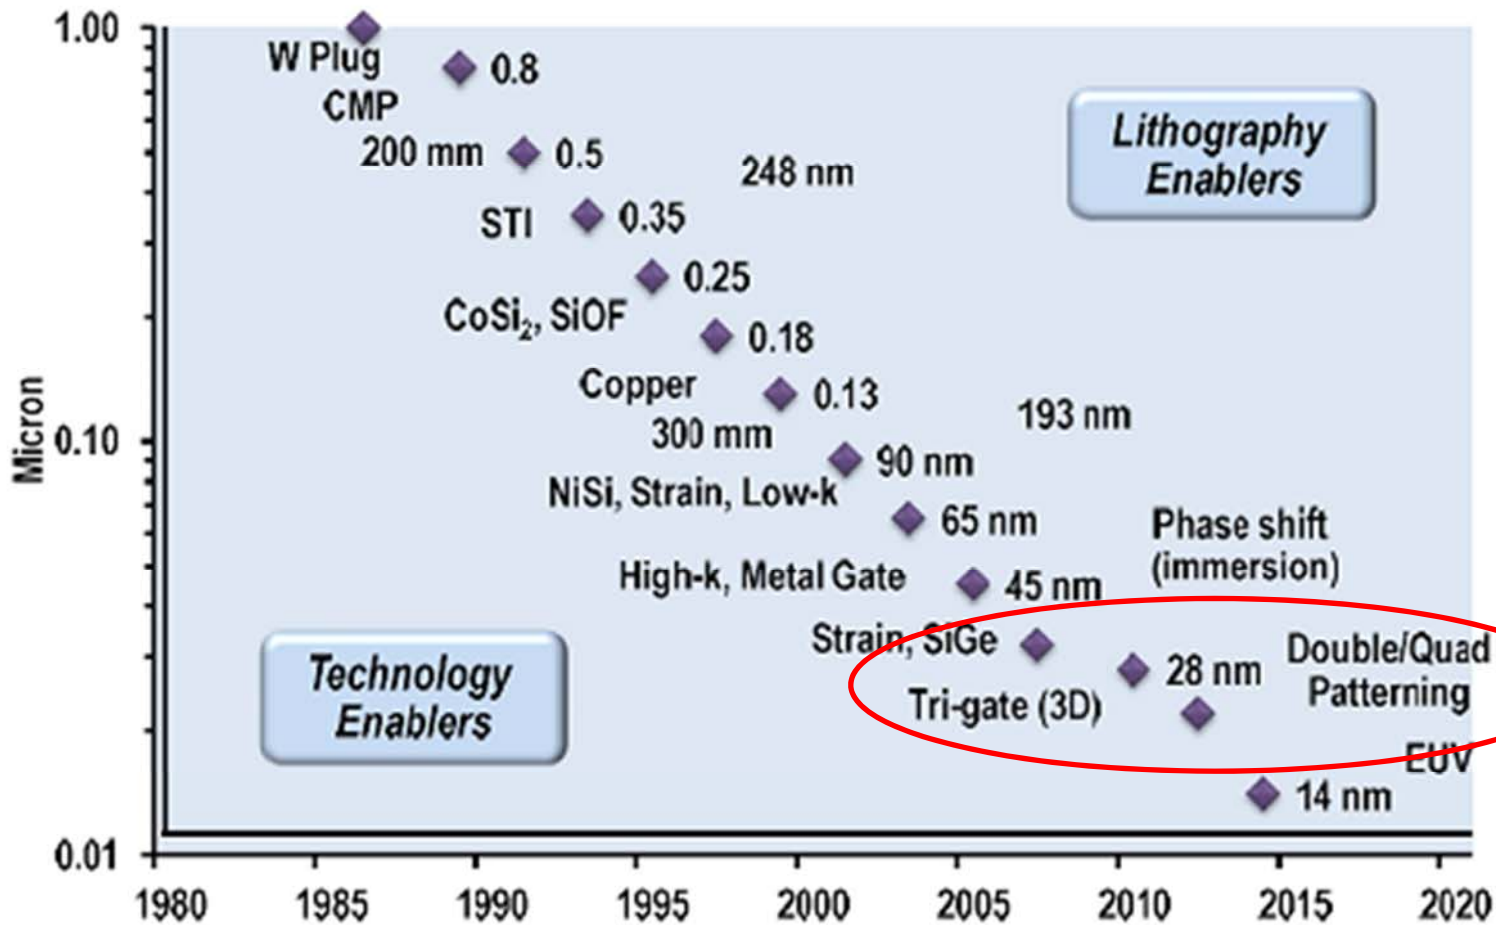 1.00
W Plug
0.8
CMP
Lithography
Enablers
200 mm
0.5
248 nm
STI
0.35
0.25
CoSi₂, SiOF
0.18
Copper
0.13
193 nm
Micron
0.10
300 mm
90 nm
NiSi, Strain, Low-k
65 nm
Phase shift
(immersion)
High-k, Metal Gate
45 nm
Strain, SiGe
Double/Quad
Patterning
28 nm
Technology
Enablers
Tri-gate (3D)
EUV
14 nm
0.01
1980 1985 1990 1995 2000 2005 2010 2015 2020